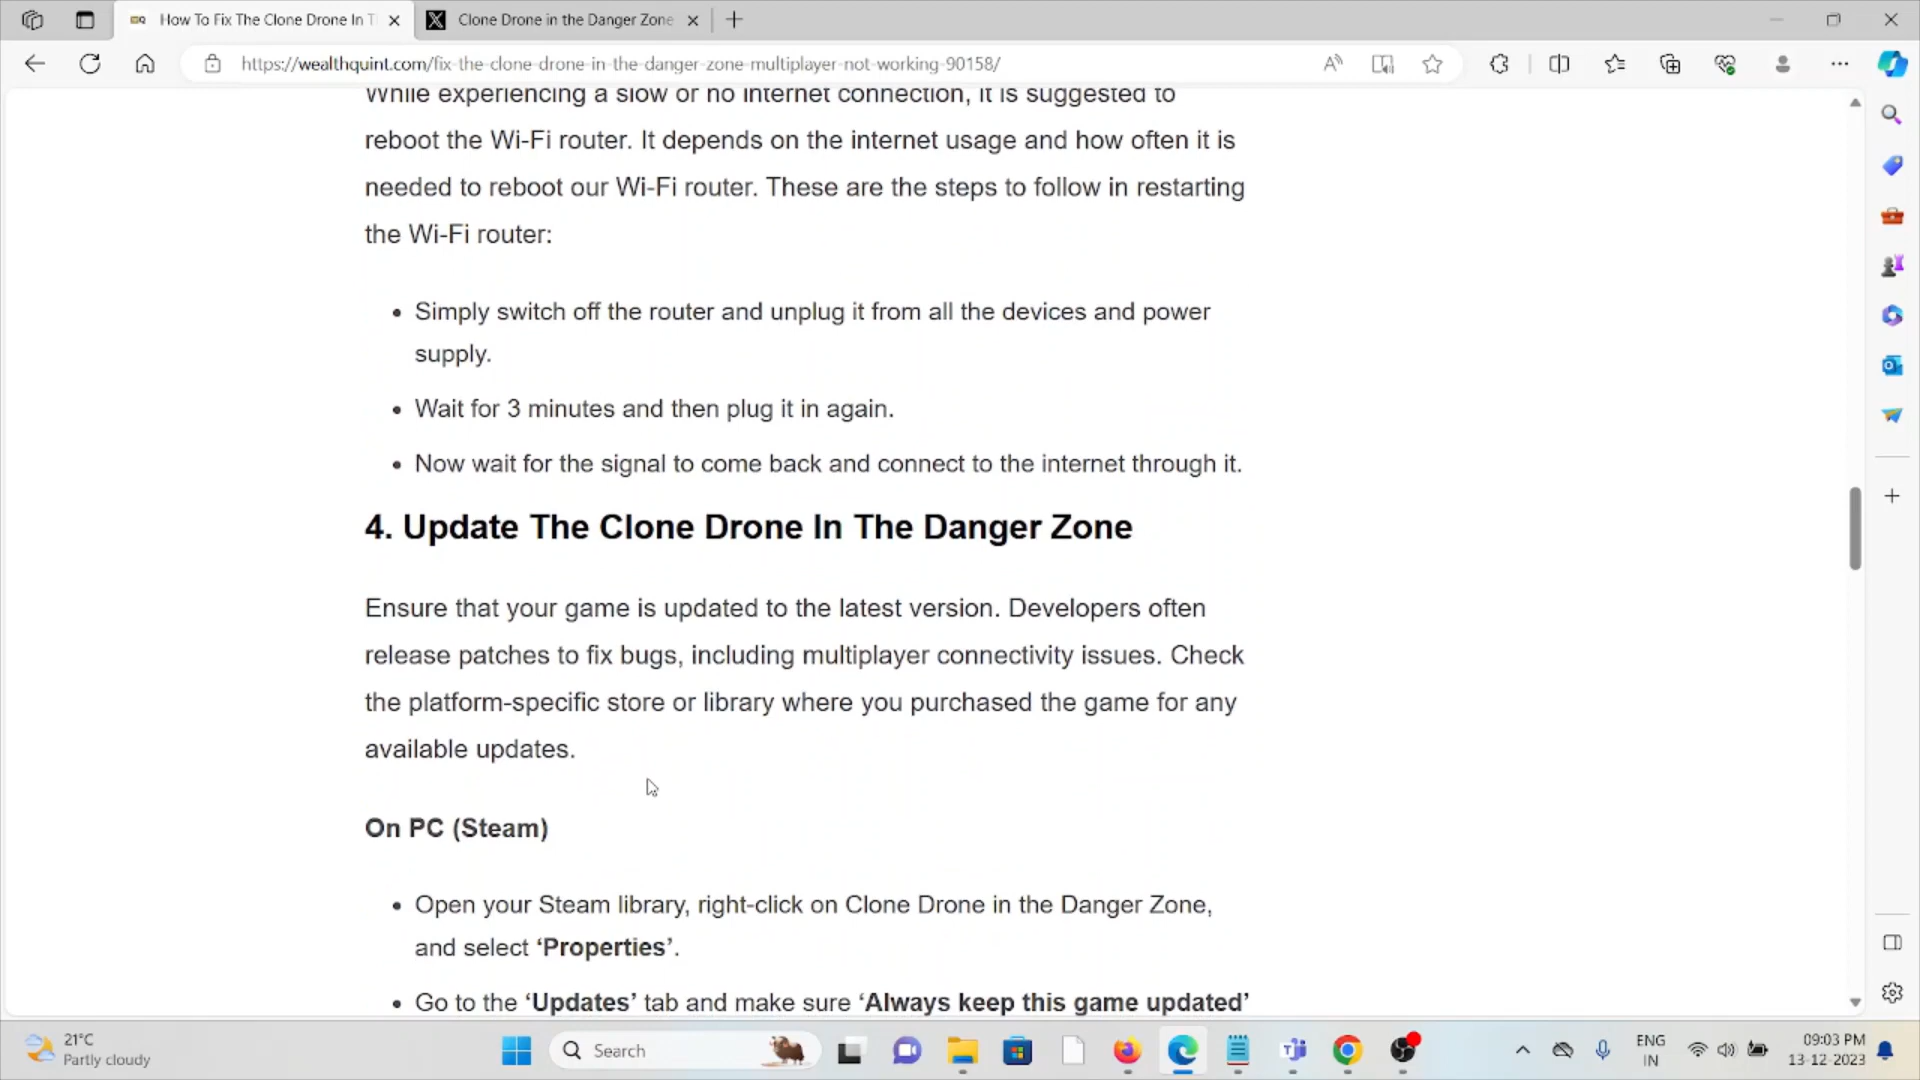 How To Fix The Clone Drone In T
Clone Drone in the Danger Zone
https://wealthquint.com/fix-the-clone-drone-in-the-danger-zone-multiplayer-not-working-90158/
While experiencing a slow or no internet connection, it is suggested to
reboot the Wi-Fi router. It depends on the internet usage and how often it is
needed to reboot our Wi-Fi router. These are the steps to follow in restarting
the Wi-Fi router:
• Simply switch off the router and unplug it from all the devices and power
supply.
• Wait for 3 minutes and then plug it in again.
• Now wait for the signal to come back and connect to the internet through it.
4. Update The Clone Drone In The Danger Zone
Ensure that your game is updated to the latest version. Developers often
release patches to fix bugs, including multiplayer connectivity issues. Check
the platform-specific store or library where you purchased the game for any
available updates.
On PC (Steam)
• Open your Steam library, right-click on Clone Drone in the Danger Zone,
and select ‘Properties’.
• Go to the ‘Updates’ tab and make sure ‘Always keep this game updated’
21°C
Partly cloudy
Search
ENG
IN
09:03 PM
13-12-2023